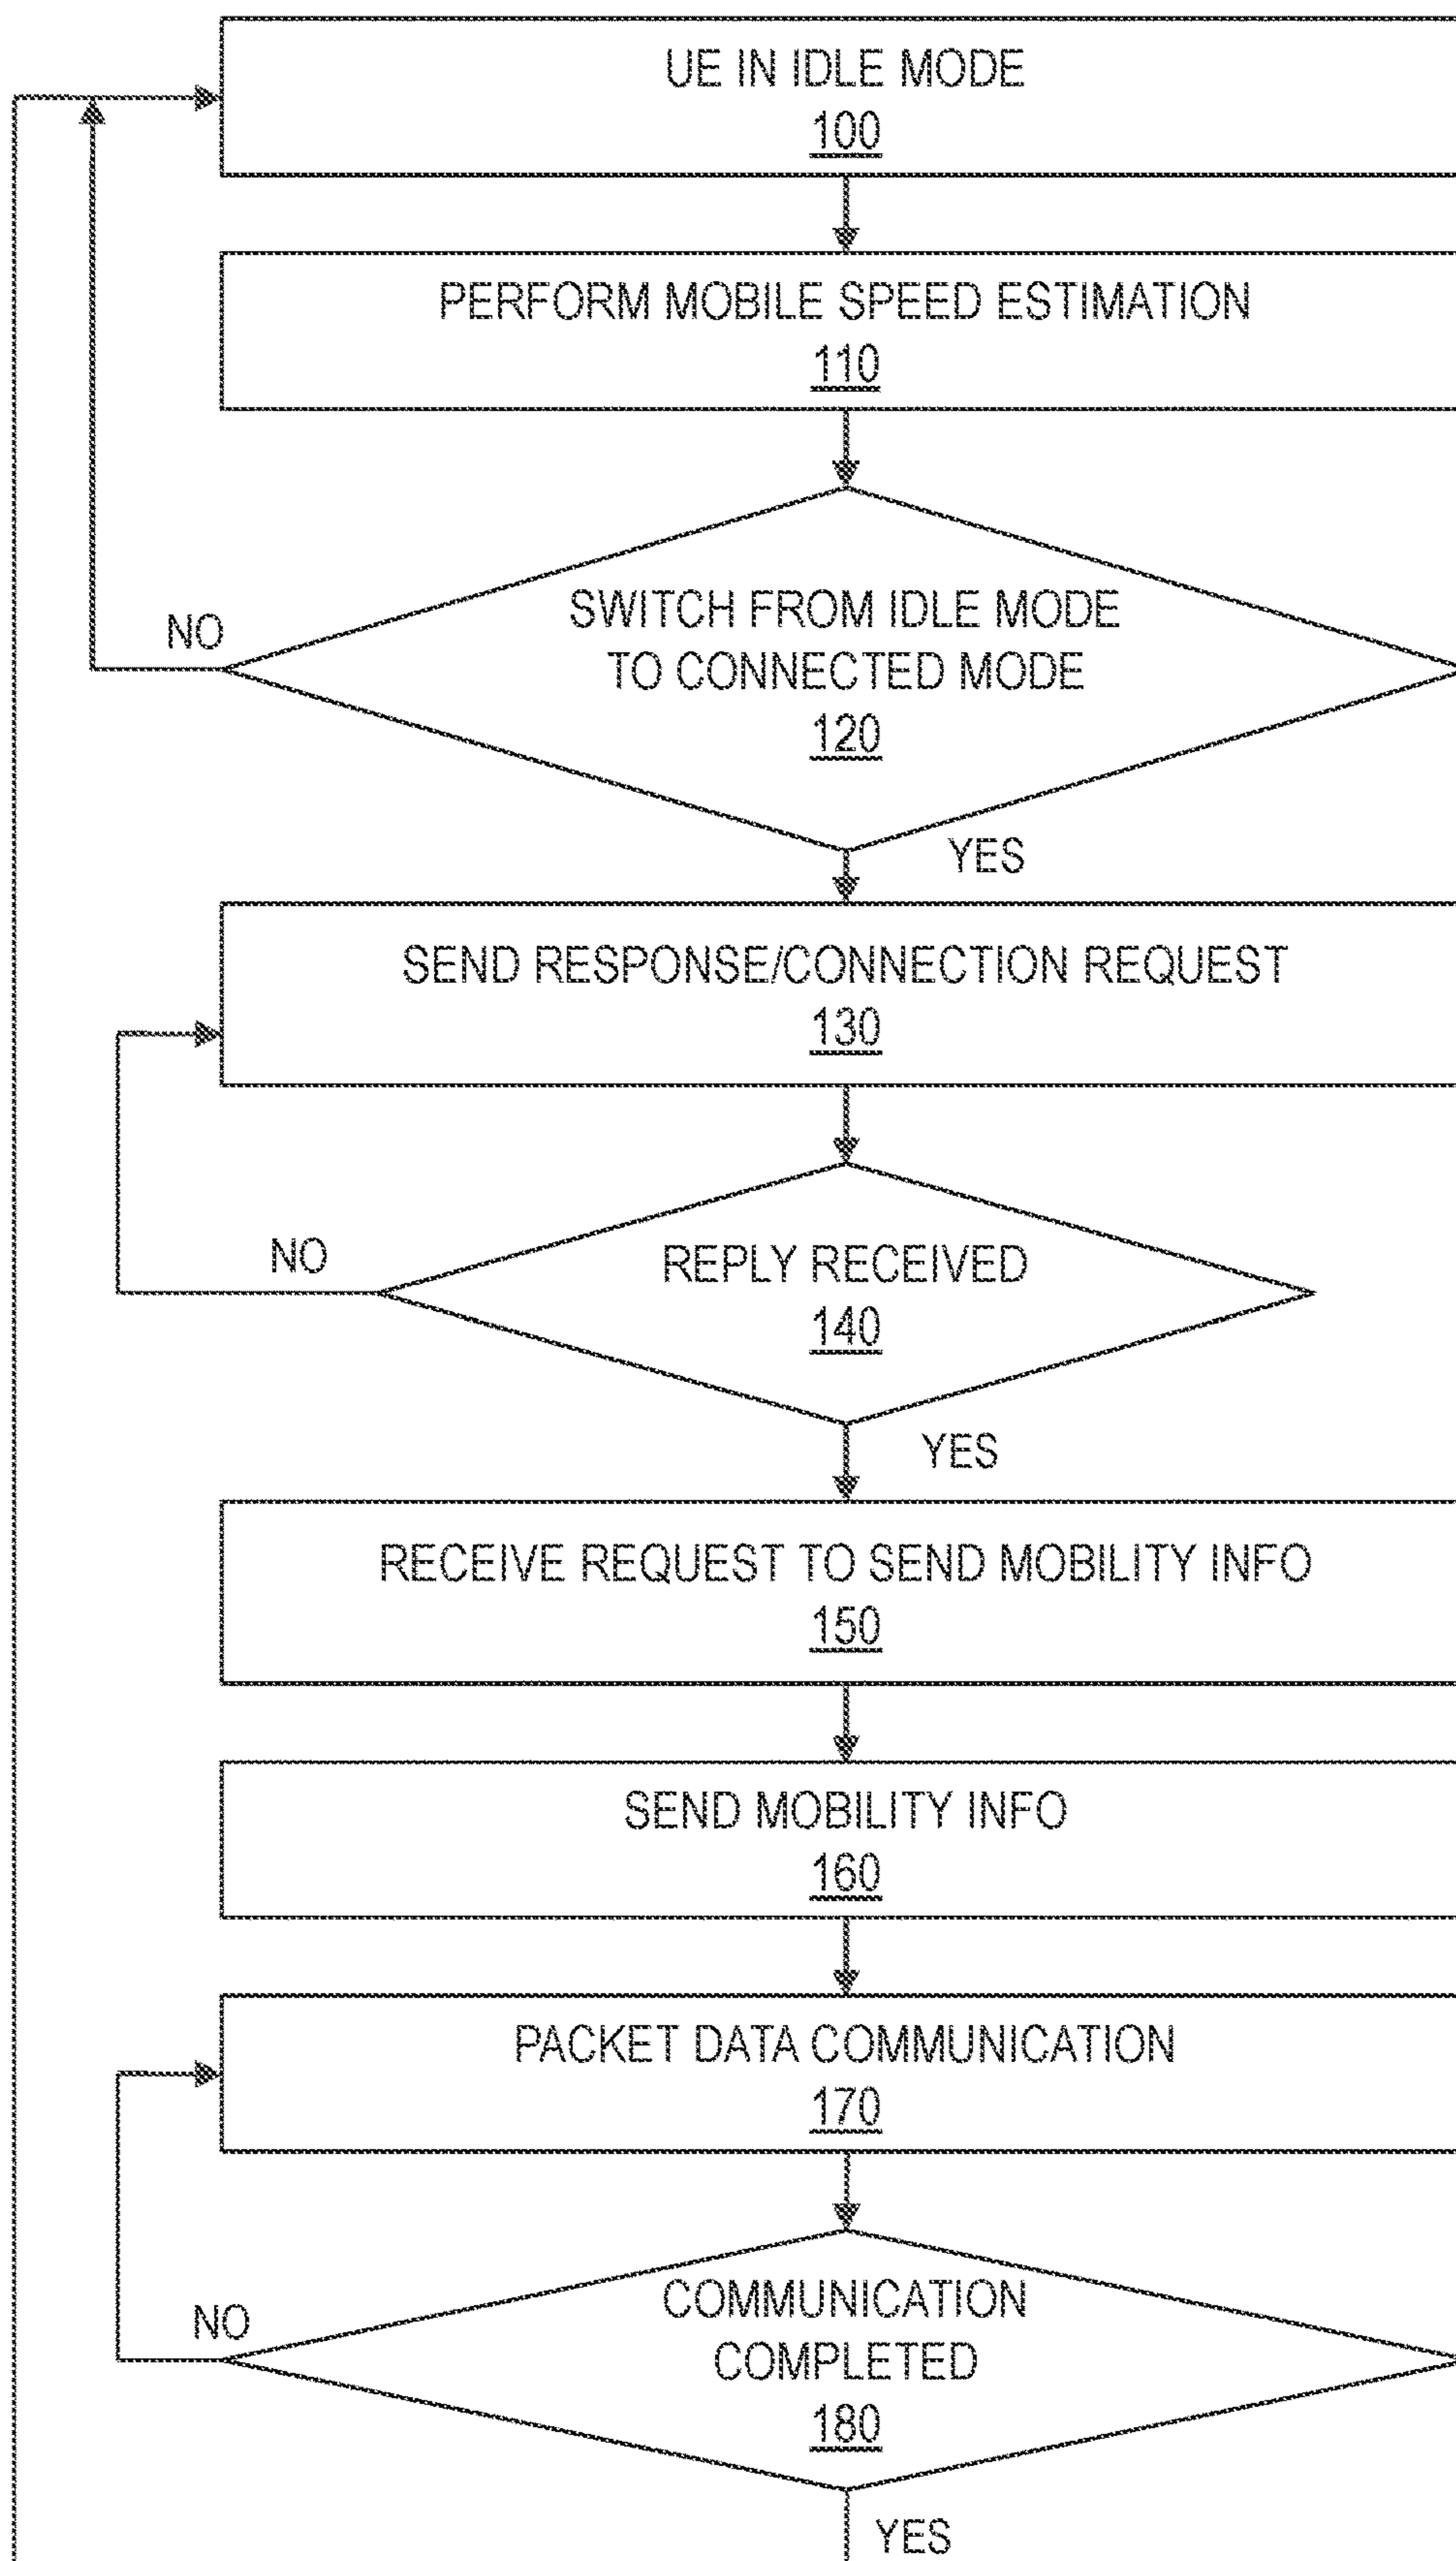 UE IN IDLE MODE
100
PERFORM MOBILE SPEED ESTIMATION
110
SWITCH FROM IDLE MODE
TO CONNECTED MODE
120
NO
YES
SEND RESPONSE/CONNECTION REQUEST
130
REPLY RECEIVED
140
NO
YES
RECEIVE REQUEST TO SEND MOBILITY INFO
150
SEND MOBILITY INFO
160
PACKET DATA COMMUNICATION
170
COMMUNICATION
COMPLETED
180
NO
YES